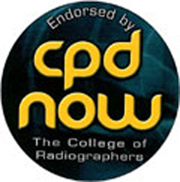 Endorsed by
cpd
now
The College of
Radiographers